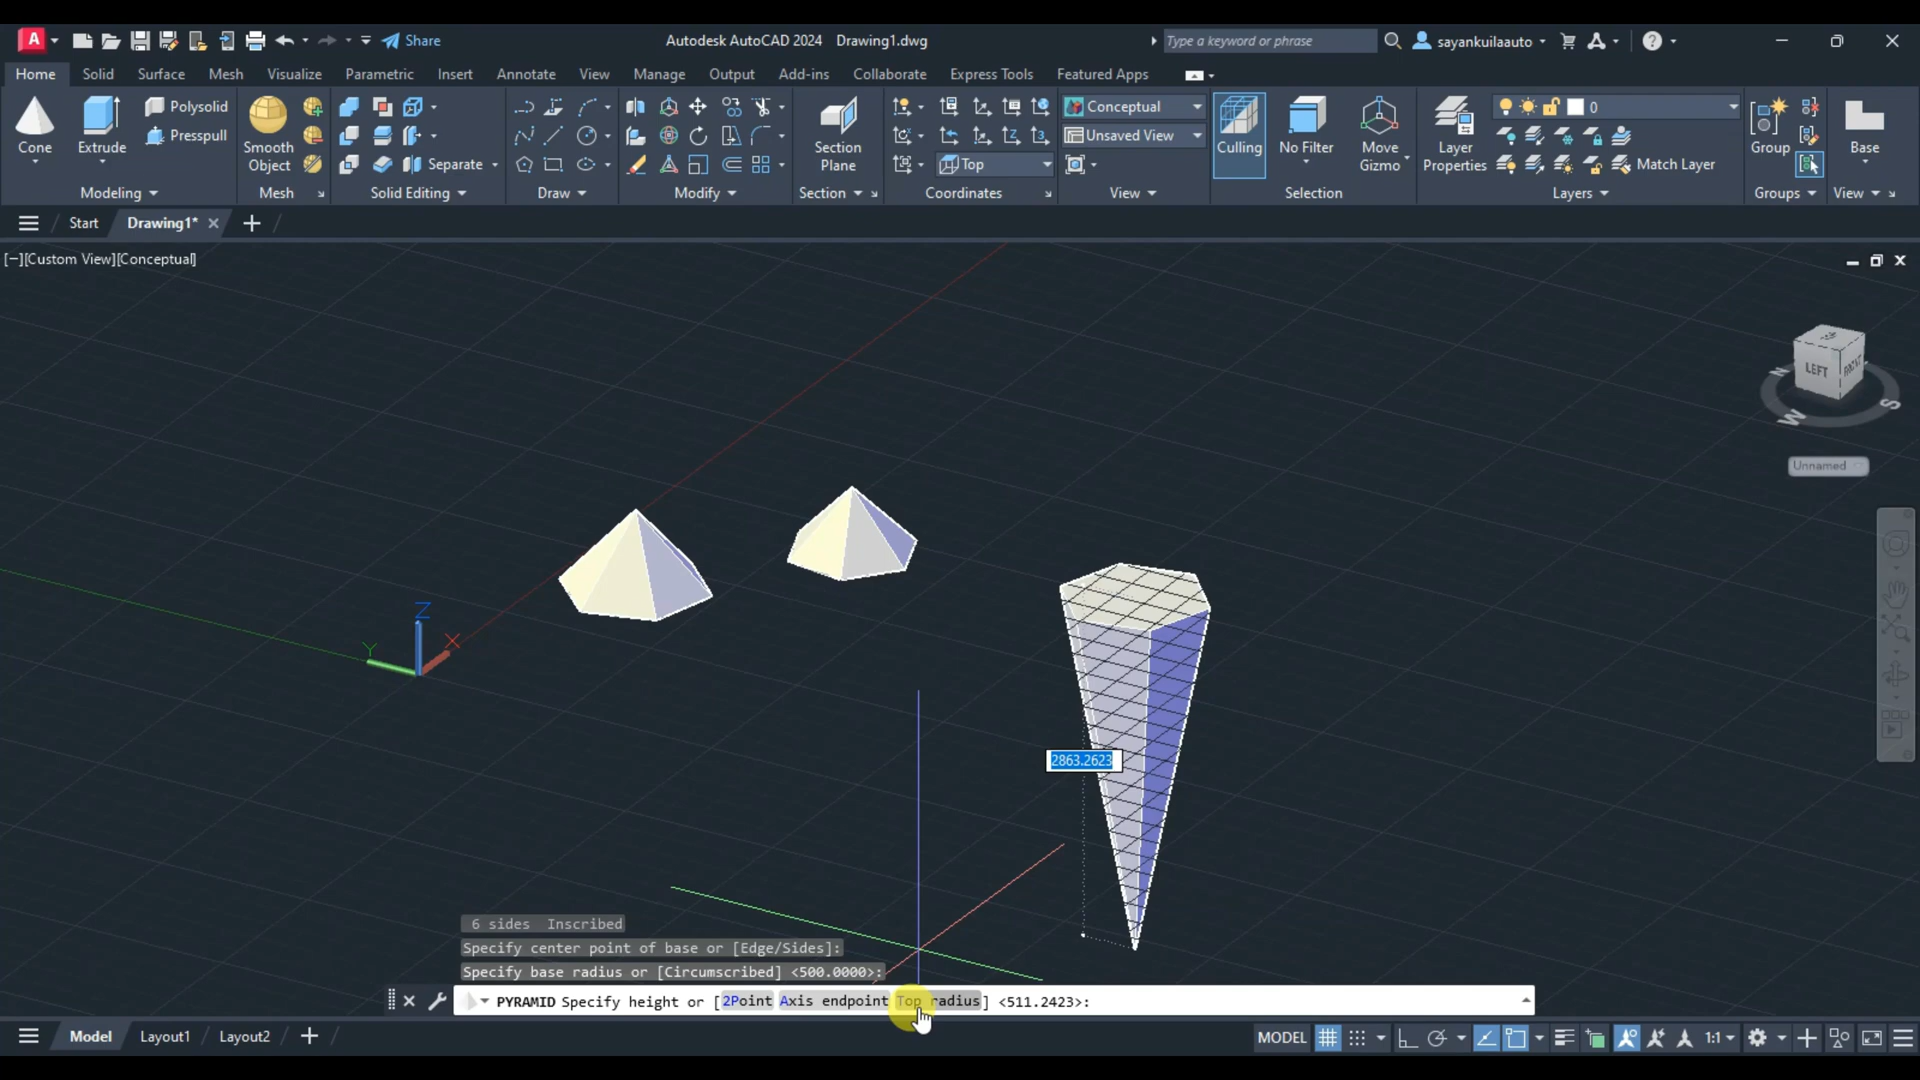 A Share Autodesk AutoCAD 2024 Drawing1.dwg Type a keyword or phrase sayankuilaauto
Home Solid Surface Mesh Visualize Parametric Insert Annotate View Manage Output Add-ins Collaborate Express Tools Featured Apps
Polysolid Conceptual 0
Presspull Unsaved View
Cone Extrude Smooth Object Separate Section Plane Top Culling No Filter Move Gizmo Layer Properties Match Layer Group Base
Modeling Mesh Solid Editing Draw Modify Section Coordinates View Selection Layers Groups View
Start Drawing1*
[−][Custom View][Conceptual]
LEFT FRONT
W S
Unnamed
Z
Y X
2863.2623
6 sides Inscribed
Specify center point of base or [Edge/Sides]:
Specify base radius or [Circumscribed] <500.0000>:
PYRAMID Specify height or [2Point Axis endpoint Top radius] <511.2423>:
Model Layout1 Layout2 MODEL 1:1